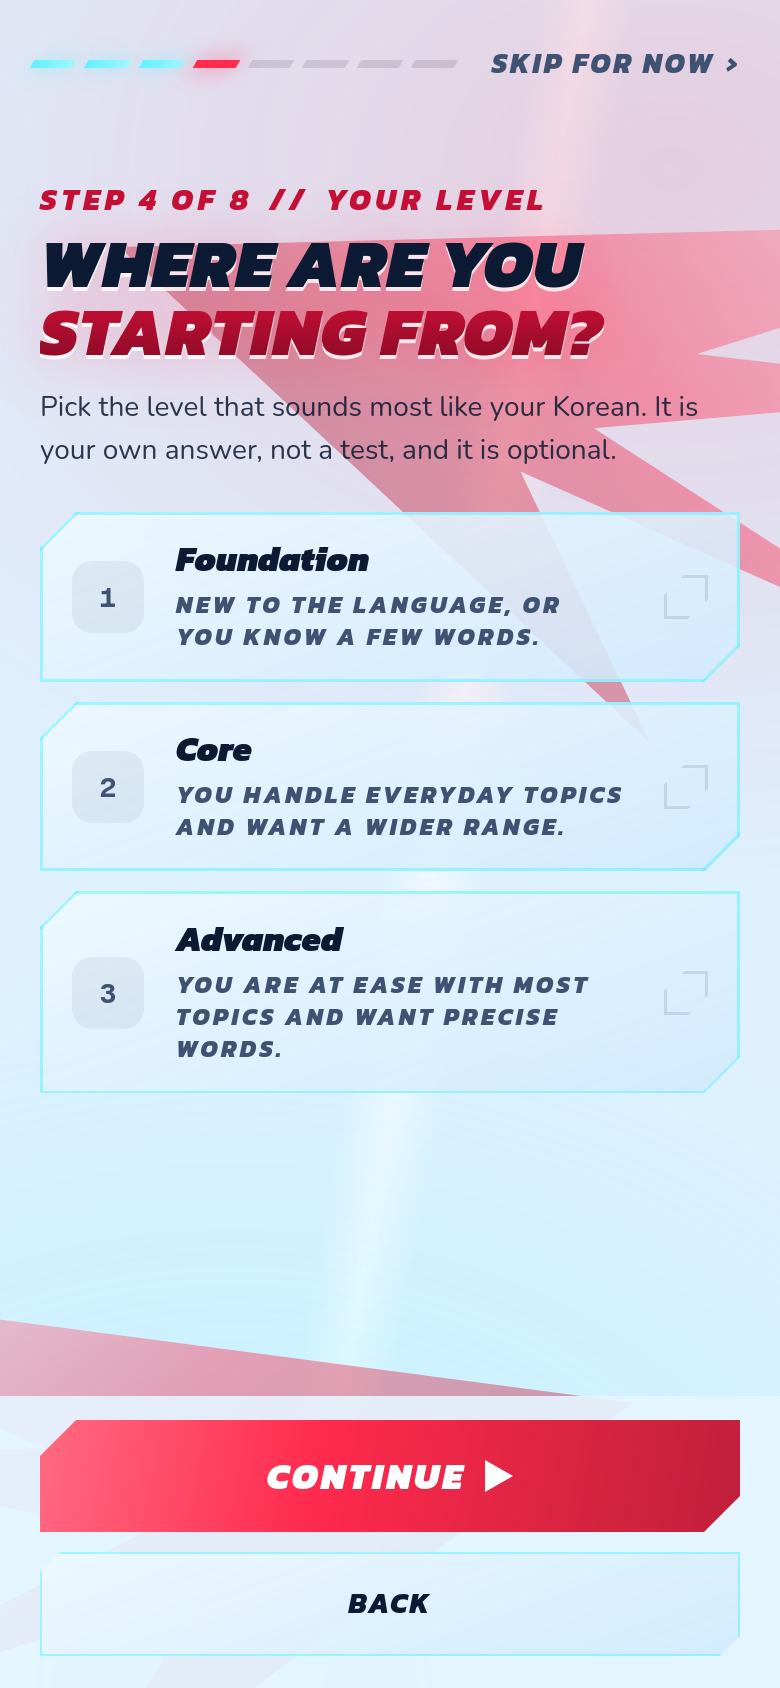 SKIP FOR NOW >
STEP 4 OF 8 // YOUR LEVEL
WHERE ARE YOU
STARTING FROM?
Pick the level that sounds most like your Korean. It is
your own answer, not a test, and it is optional.
1
Foundation
NEW TO THE LANGUAGE, OR
YOU KNOW A FEW WORDS.
2
Core
YOU HANDLE EVERYDAY TOPICS
AND WANT A WIDER RANGE.
3
Advanced
YOU ARE AT EASE WITH MOST
TOPICS AND WANT PRECISE
WORDS.
CONTINUE
BACK